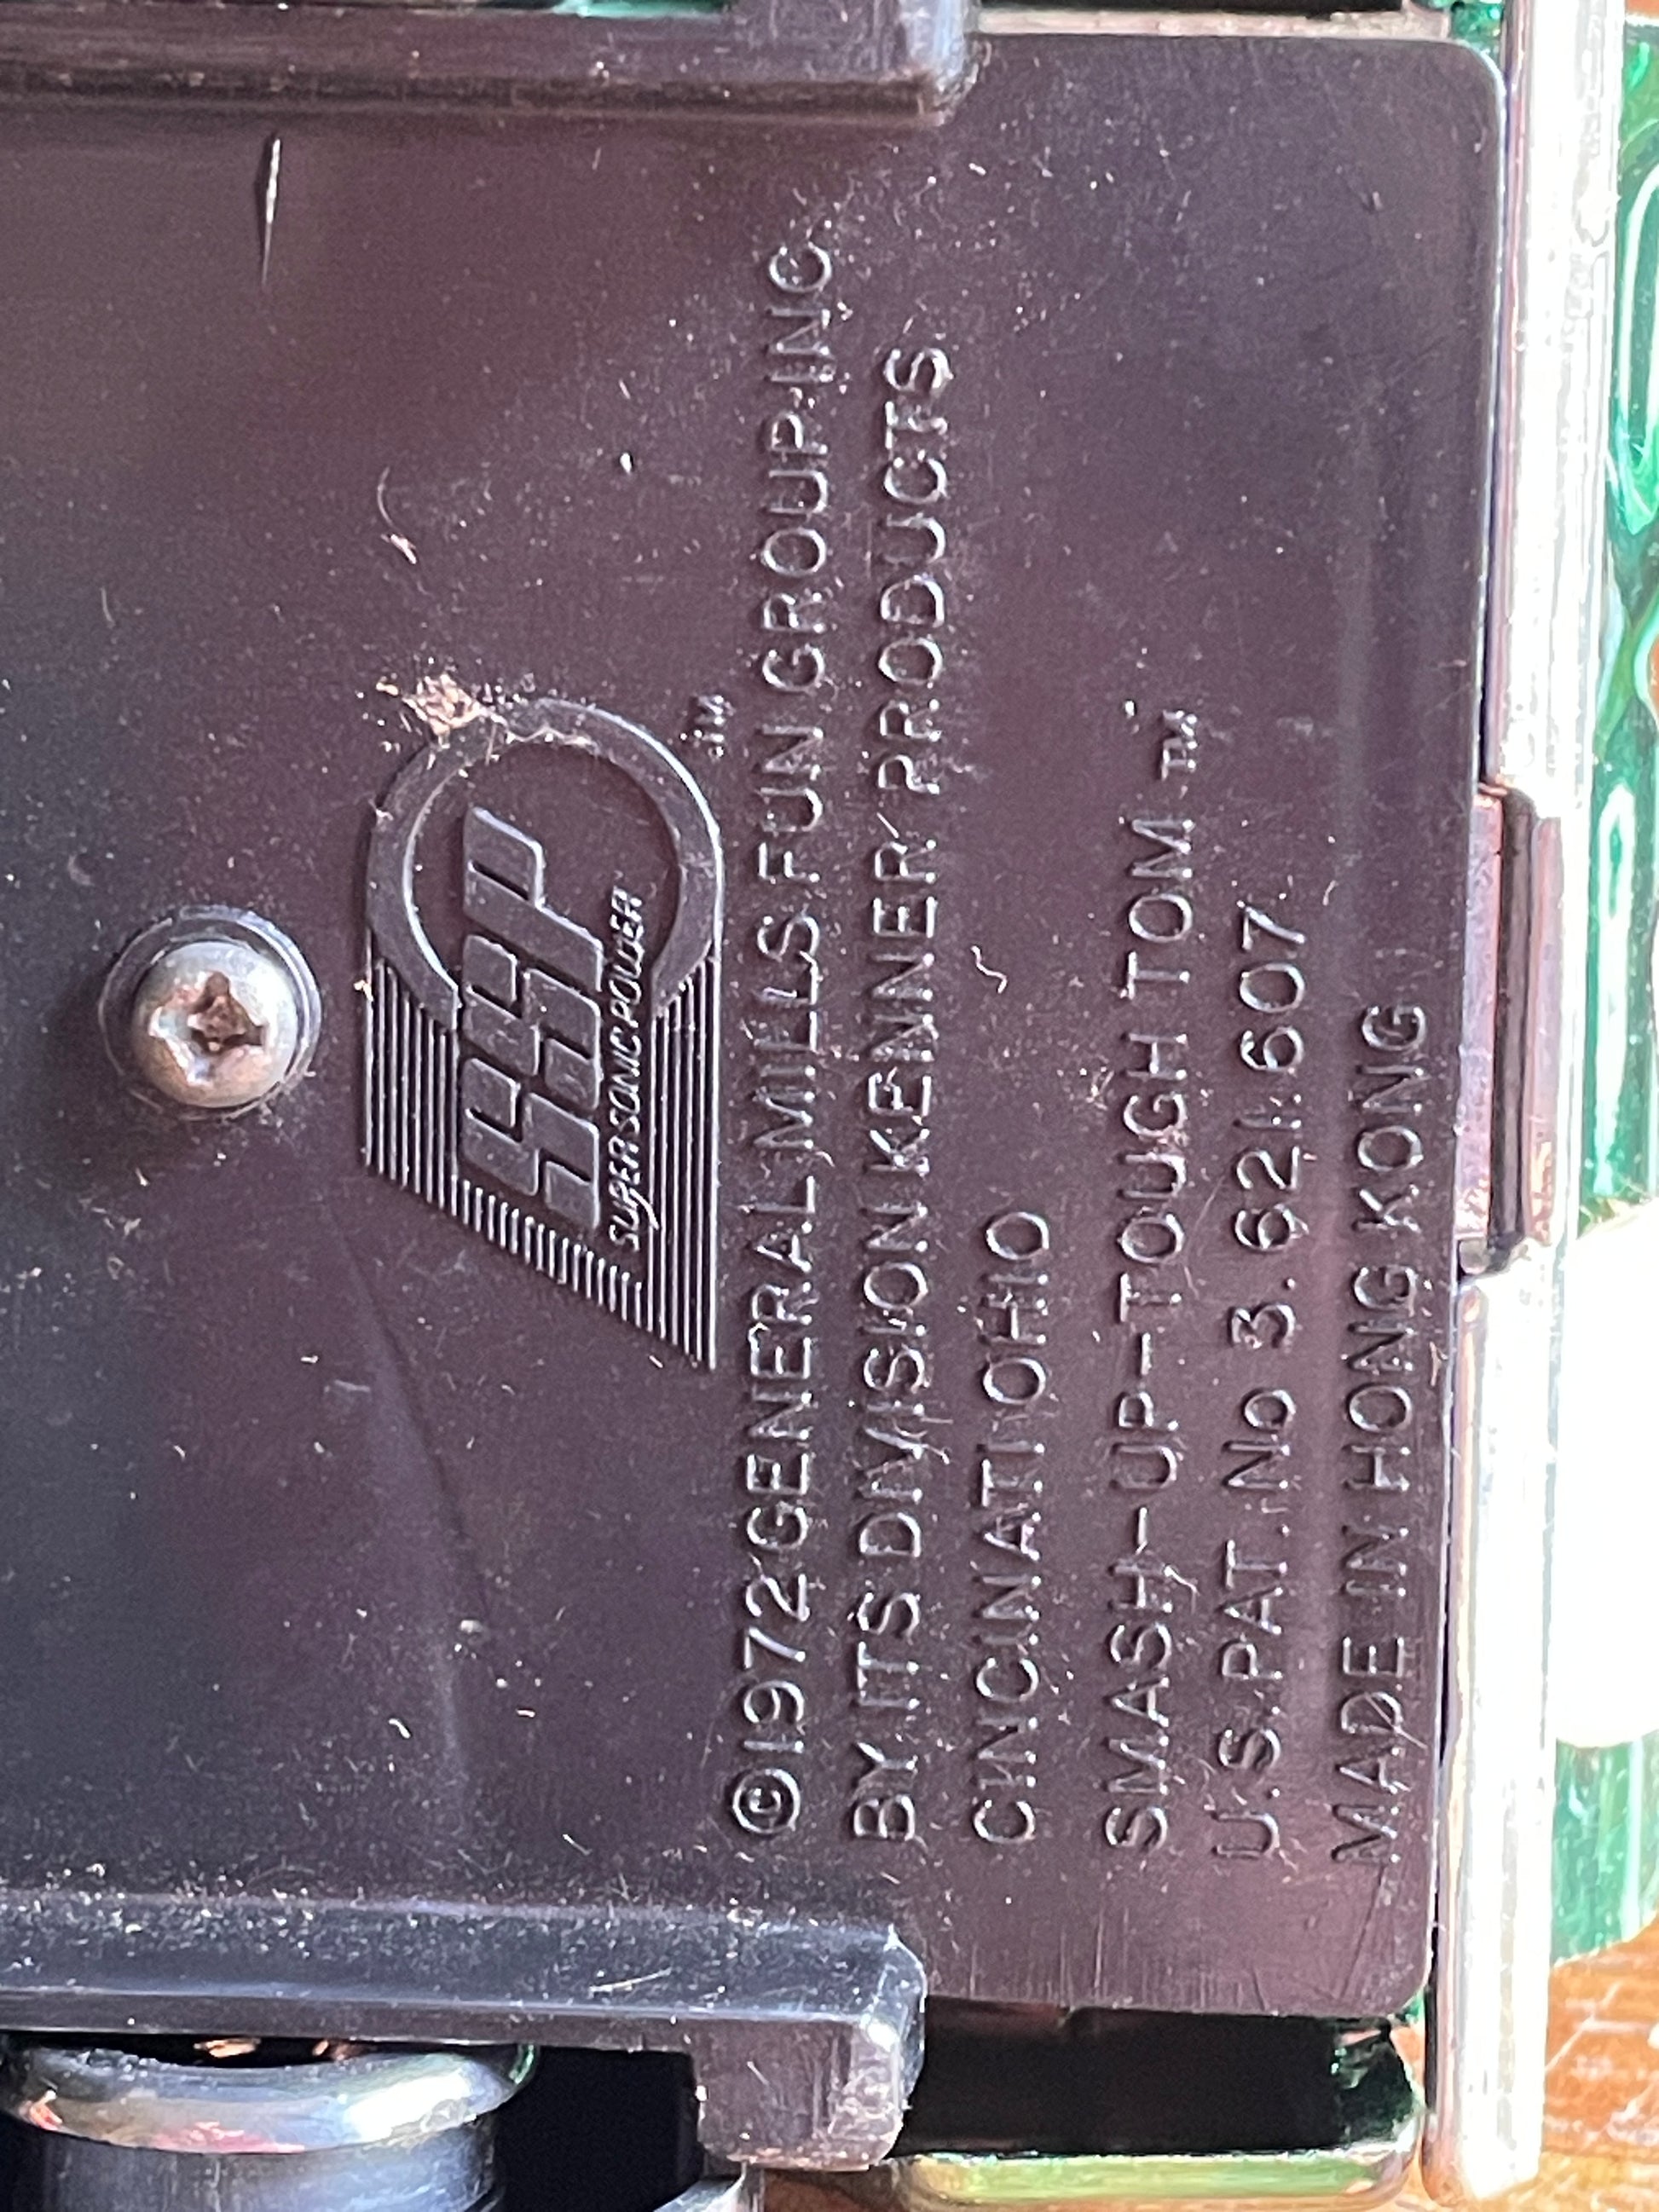 SSP
SUPER SONIC POWER
TM
©1972 GENERAL MILLS FUN GROUP INC.
BY ITS DIVISION KENNER PRODUCTS
CINCINATI OHIO
SMASH-UP-TOUGH TOM TM
U.S. PAT. No 3.621.607
MADE IN HONG KONG